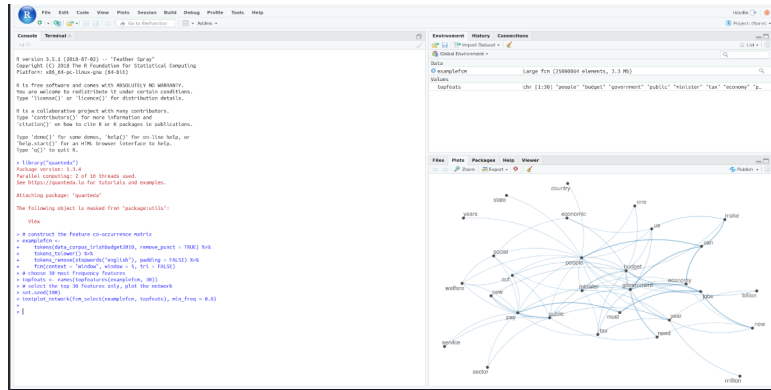 File Edit Code View Plots Session Build Debug Profile Tools Help
rstudio
Go to file/function
Addins
Project: (None)
Console Terminal
R version 3.5.1 (2018-07-02) -- "Feather Spray"
Copyright (C) 2018 The R Foundation for Statistical Computing
Platform: x86_64-pc-linux-gnu (64-bit)
R is free software and comes with ABSOLUTELY NO WARRANTY.
You are welcome to redistribute it under certain conditions.
Type 'license()' or 'licence()' for distribution details.
R is a collaborative project with many contributors.
Type 'contributors()' for more information and
'citation()' on how to cite R or R packages in publications.
Type 'demo()' for some demos, 'help()' for on-line help, or
'help.start()' for an HTML browser interface to help.
Type 'q()' to quit R.
> library("quanteda")
Package version: 1.3.4
Parallel computing: 2 of 16 threads used.
See https://quanteda.io for tutorials and examples.
Attaching package: 'quanteda'
The following object is masked from 'package:utils':
View
> # construct the feature co-occurrence matrix
> examplefcm <-
+ tokens(data_corpus_irishbudget2010, remove_punct = TRUE) %>%
+ tokens_tolower() %>%
+ tokens_remove(stopwords("english"), padding = FALSE) %>%
+ fcm(context = "window", window = 5, tri = FALSE)
> # choose 30 most frequency features
> topfeats <- names(topfeatures(examplefcm, 30))
> # select the top 30 features only, plot the network
> set.seed(100)
> textplot_network(fcm_select(examplefcm, topfeats), min_freq = 0.8)
>
>
Environment History Connections
Import Dataset
List
Global Environment
Data
examplefcm Large fcm (25000064 elements, 3.3 Mb)
Values
topfeats chr [1:30] "people" "budget" "government" "public" "minister" "tax" "economy" "p…
Files Plots Packages Help Viewer
Zoom Export Publish
country
state
one
years
economic
us
make
can
social
people
budget
out
economy
welfare
now
minister
government
jobs
billion
pay
public
must
year
new
tax
need
service
sector
million